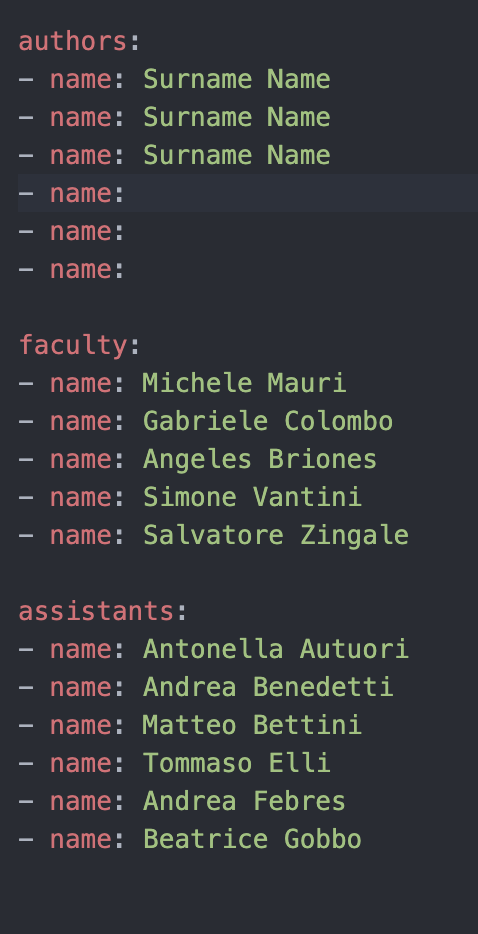 authors:
- name: Surname Name
- name: Surname Name
- name: Surname Name
- name:
- name:
- name:
faculty:
- name: Michele Mauri
- name: Gabriele Colombo
- name: Angeles Briones
- name: Simone Vantini
- name: Salvatore Zingale
assistants:
- name: Antonella Autuori
- name: Andrea Benedetti
- name: Matteo Bettini
- name: Tommaso Elli
- name: Andrea Febres
- name: Beatrice Gobbo